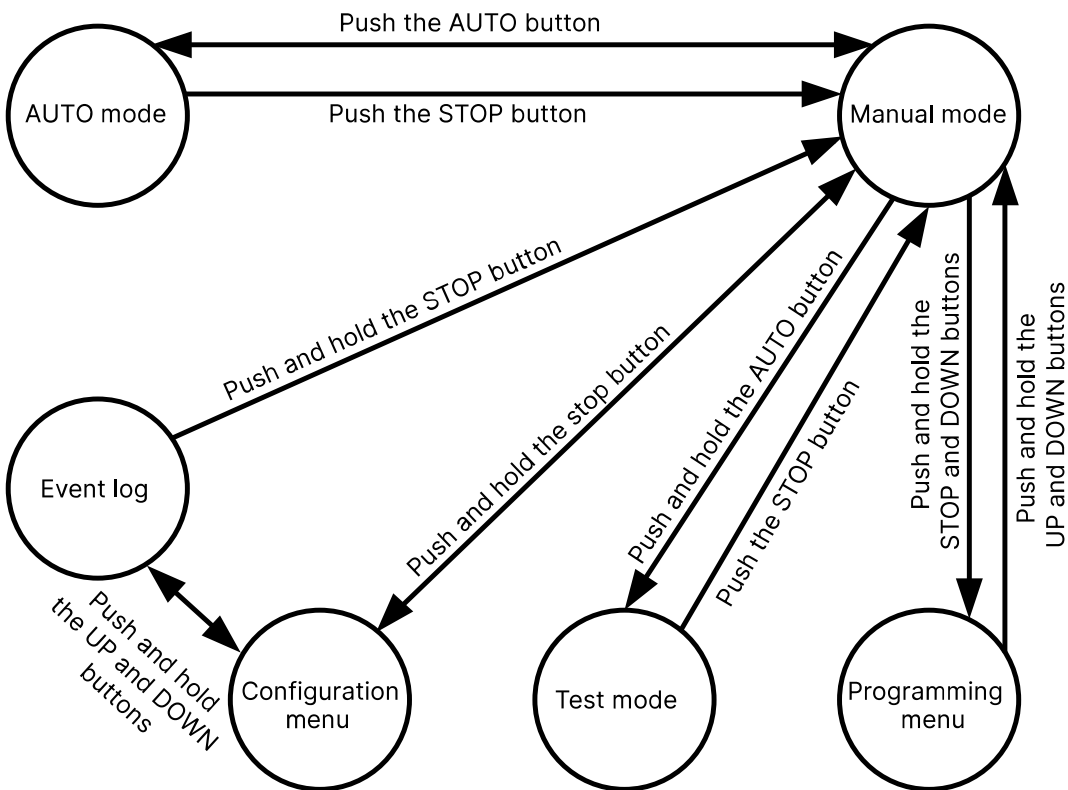 Push the AUTO button
AUTO mode
Push the STOP button
Manual mode
Push and hold the STOP button
Push and hold the stop button
Push and hold the AUTO button
Push the STOP button
Push and hold the
STOP and DOWN buttons
Push and hold the
UP and DOWN buttons
Event log
Push and hold
the UP and DOWN
buttons
Configuration
menu
Test mode
Programming
menu